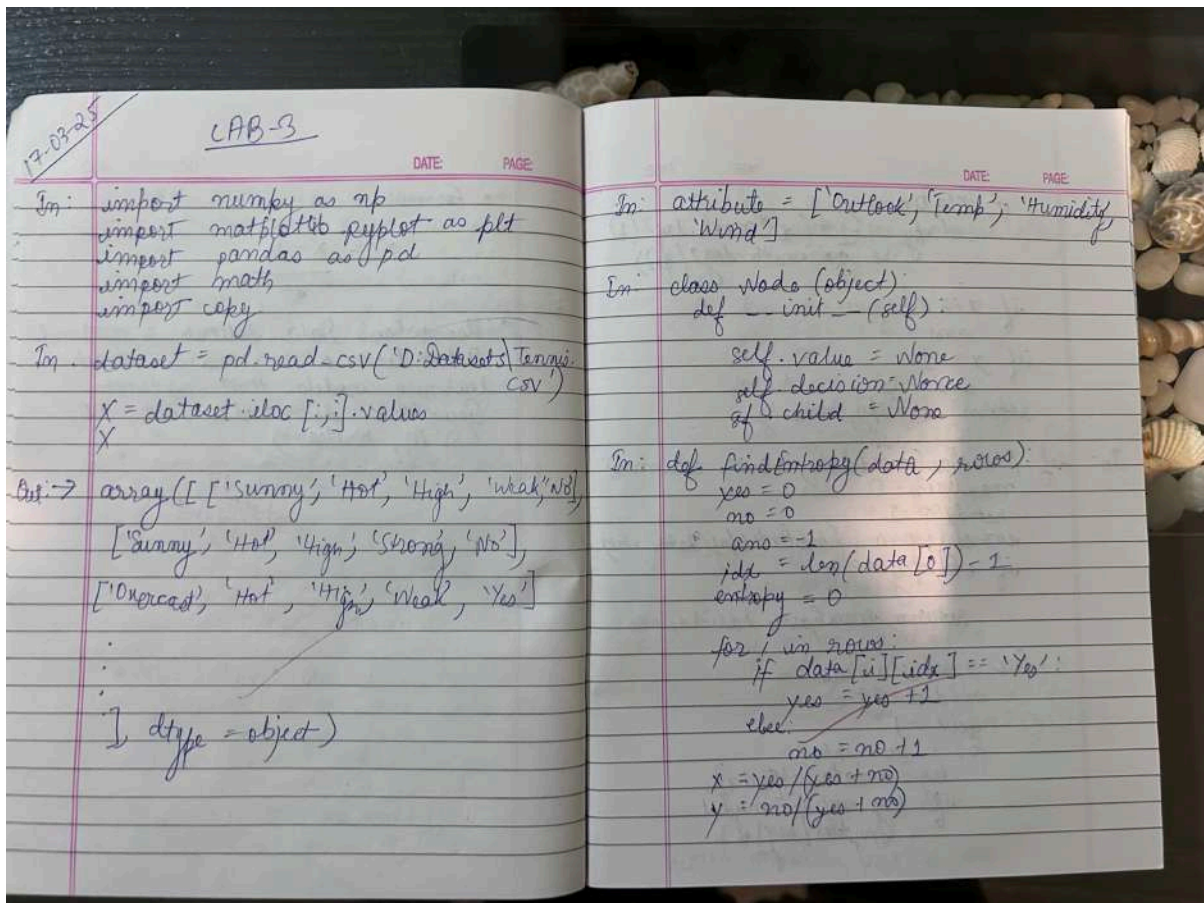 17-03-25
LAB-3
DATE: PAGE:
In: import numpy as np
import matplotlib pyplot as plt
import pandas as pd
import math
import copy
In. dataset = pd.read_csv('D:Datasets\Tennis.
csv')
X = dataset.iloc [:,:].values
X
Out:→ array([['Sunny', 'Hot', 'High', 'Weak', 'No'],
['Sunny', 'Hot', 'High', 'Strong', 'No'],
['Overcast', 'Hot', 'High', 'Weak', 'Yes']
.
.
.
], dtype = object)
DATE: PAGE:
In: attribute = ['Outlook', 'Temp', 'Humidity,
'Wind']
In: class Node (object):
def __init__(self):
self.value = None
self.decision = None
child = None
In: def findEntropy(data, rows):
yes = 0
no = 0
ans = -1
idx = len(data[0]) - 1
entropy = 0
for i in rows:
if data[i][idx] == 'Yes':
yes = yes + 1
else:
no = no + 1
x = yes/(yes + no)
y = no/(yes + no)